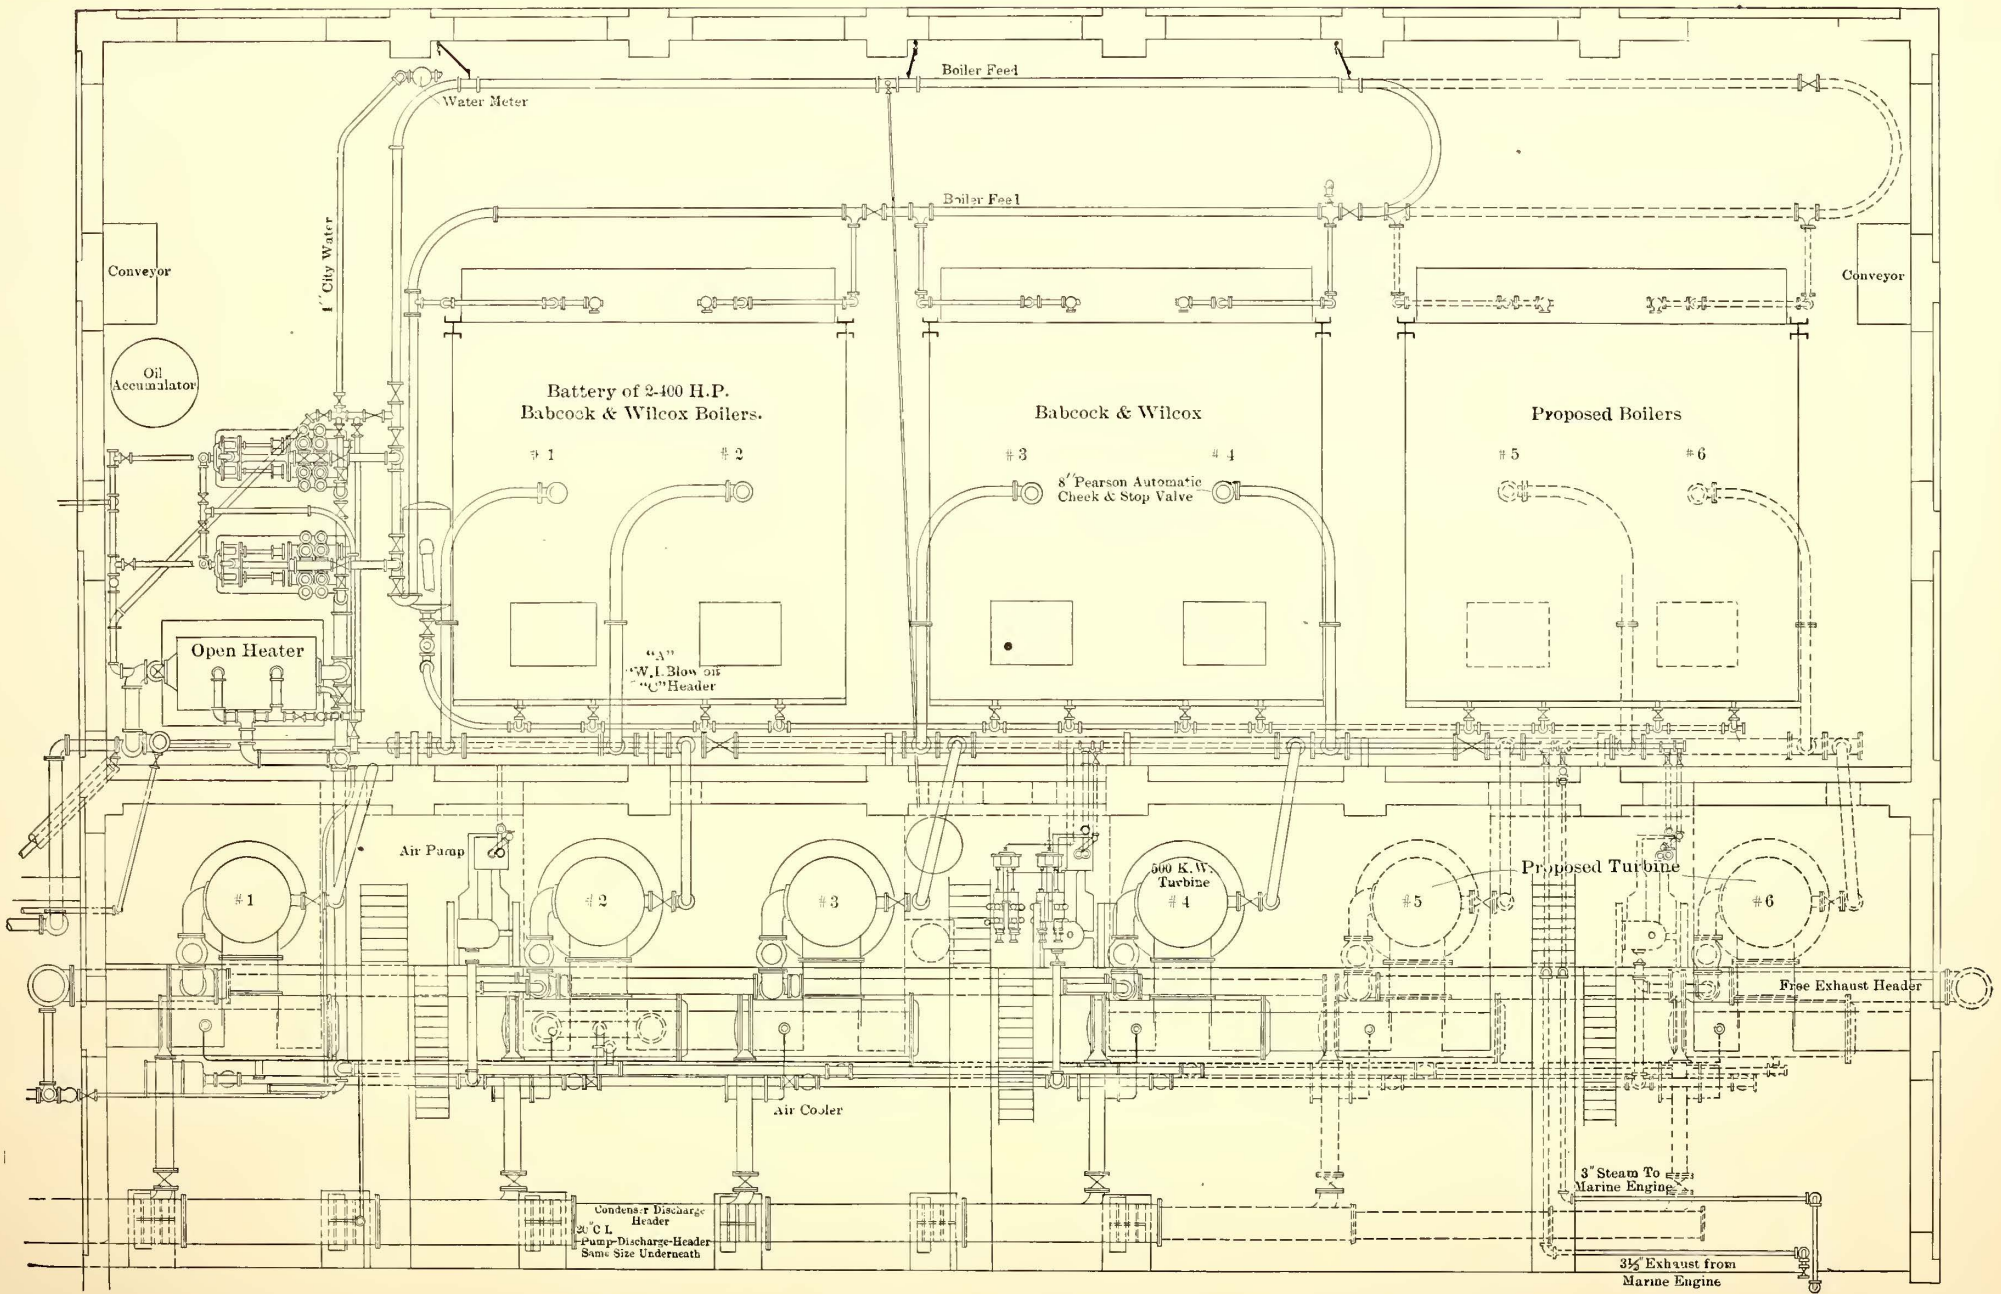 Boiler Feed
Water Meter
Boiler Feed
1" City Water
Conveyor
Conveyor
Oil
Accumulator
Battery of 2-400 H.P.
Babcock & Wilcox Boilers.
Babcock & Wilcox
Proposed Boilers
#1
#2
#3
#4
#5
#6
8" Pearson Automatic
Check & Stop Valve
Open Heater
"A"
"W.I. Blow off
"C" Header
Air Pump
500 K.W.
Turbine
Proposed Turbine
#1
#2
#3
#4
#5
#6
Free Exhaust Header
Air Cooler
3" Steam To
Marine Engine
Condenser Discharge
Header
20" C I.
Pump-Discharge-Header
Same Size Underneath
3½" Exhaust from
Marine Engine